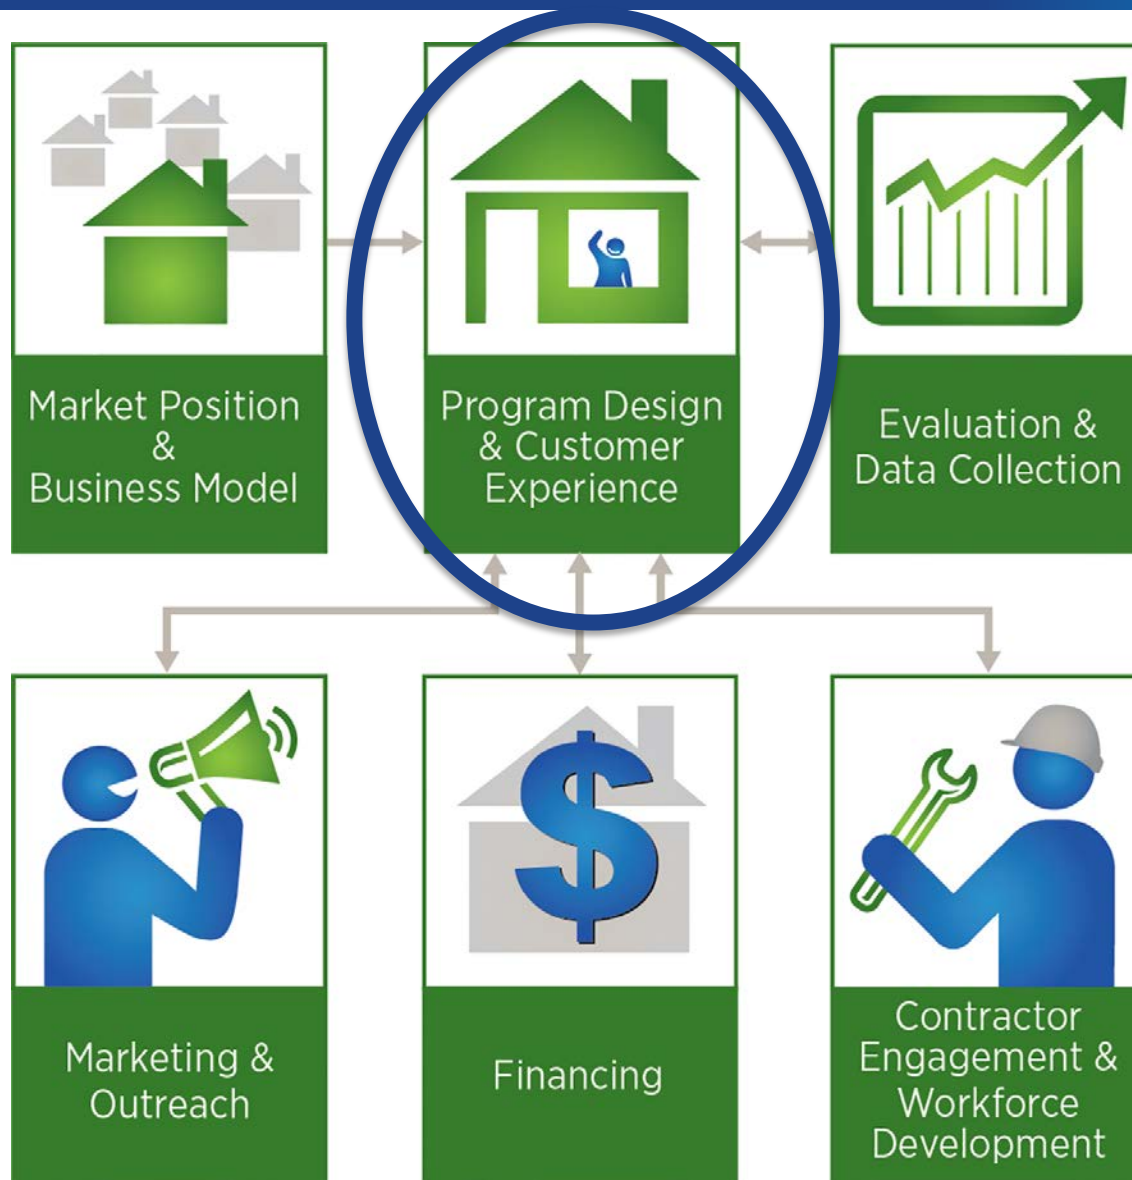 Market Position
&
Business Model
Program Design
& Customer
Experience
Evaluation &
Data Collection
Marketing &
Outreach
Financing
Contractor
Engagement &
Workforce
Development